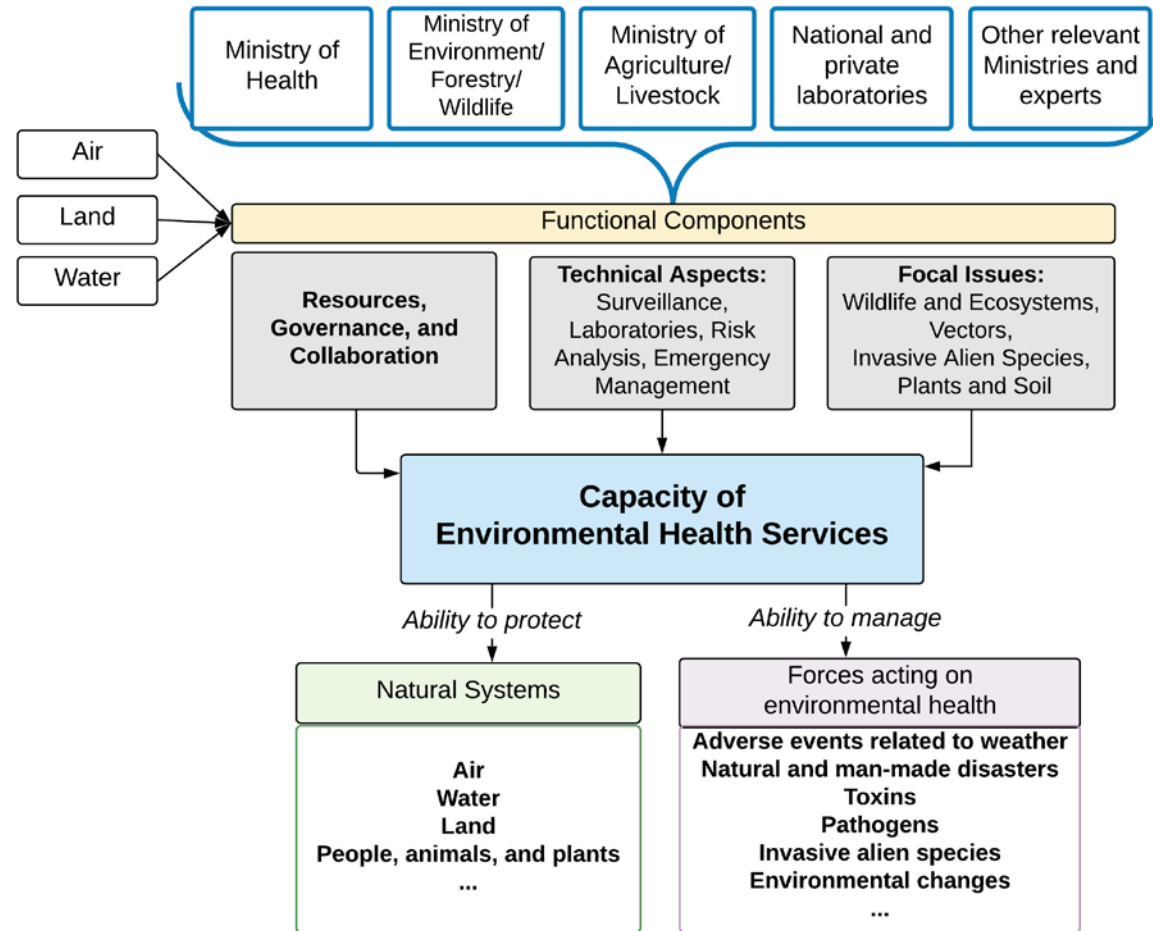 Ministry of
Health
Ministry of
Environment/
Forestry/
Wildlife
Ministry of
Agriculture/
Livestock
National and
private
laboratories
Other relevant
Ministries and
experts
Air
Land
Water
Functional Components
Resources,
Governance, and
Collaboration
Technical Aspects:
Surveillance,
Laboratories, Risk
Analysis, Emergency
Management
Focal Issues:
Wildlife and Ecosystems,
Vectors,
Invasive Alien Species,
Plants and Soil
Capacity of
Environmental Health Services
Ability to protect
Ability to manage
Natural Systems
Air
Water
Land
People, animals, and plants
...
Forces acting on
environmental health
Adverse events related to weather
Natural and man-made disasters
Toxins
Pathogens
Invasive alien species
Environmental changes
...